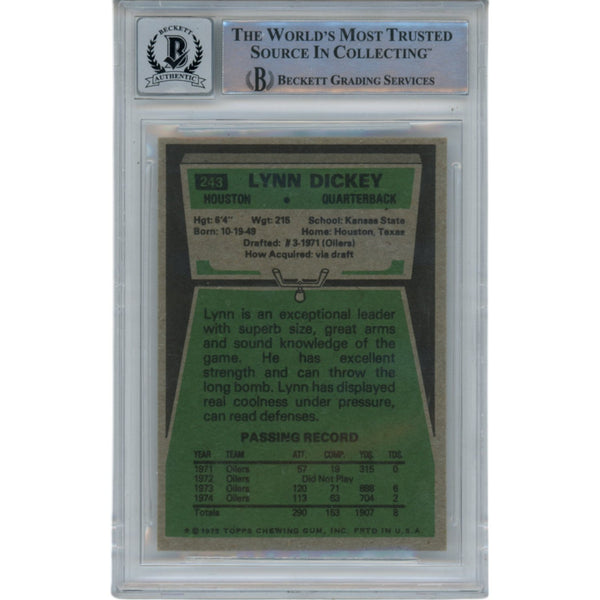 BECKETT
B
AUTHENTIC
THE WORLD'S MOST TRUSTED
SOURCE IN COLLECTING™
B BECKETT GRADING SERVICES
243 LYNN DICKEY
HOUSTON • QUARTERBACK
Hgt: 6'4" Wgt: 215 School: Kansas State
Born: 10-19-49 Home: Houston, Texas
Drafted: #3-1971 (Oilers)
How Acquired: via draft
Lynn is an exceptional leader
with superb size, great arms
and sound knowledge of the
game. He has excellent
strength and can throw the
long bomb. Lynn has displayed
real coolness under pressure,
can read defenses.
PASSING RECORD
YEAR TEAM ATT. COMP. YDS. TDS.
1971 Oilers 57 19 315 0
1972 Oilers Did Not Play
1973 Oilers 120 71 888 6
1974 Oilers 113 63 704 2
Totals 290 153 1907 8
* © 1975 TOPPS CHEWING GUM, INC. PRTD IN U.S.A.